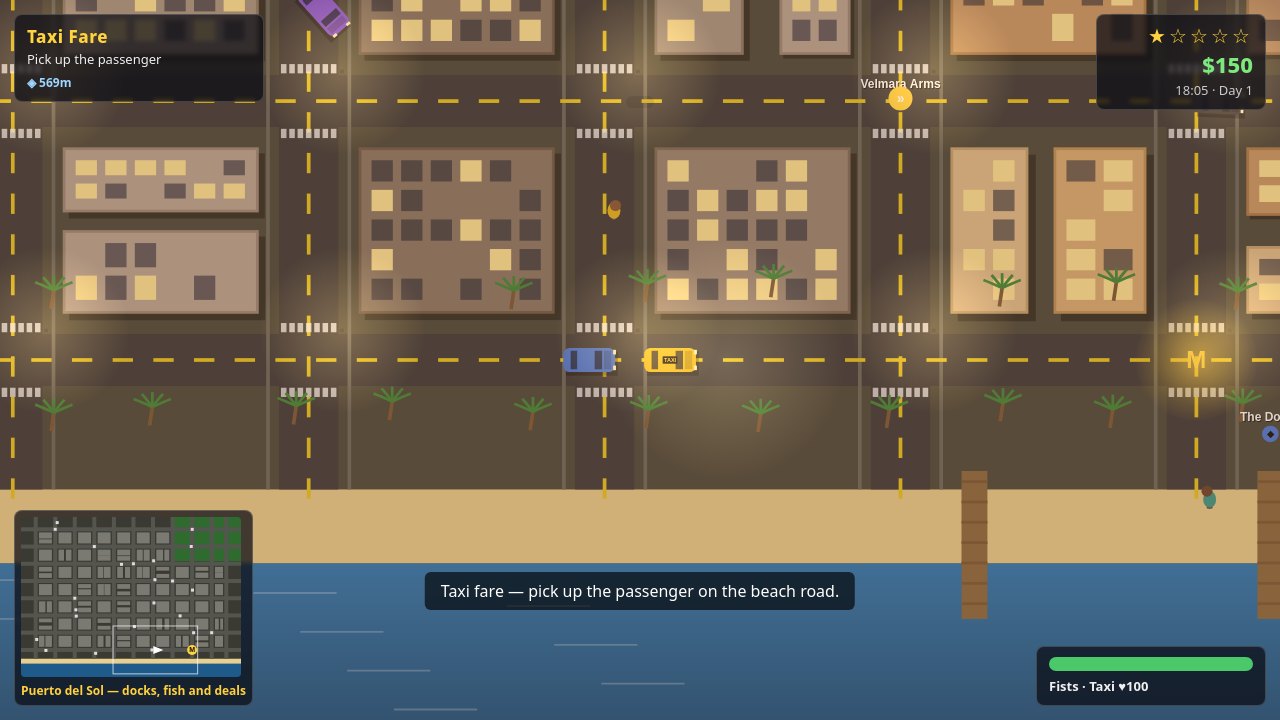 Taxi Fare
Pick up the passenger
◈ 569m
★☆☆☆☆
$150
18:05 · Day 1
Velmara Arms
»
TAXI
M
The Do
Taxi fare — pick up the passenger on the beach road.
M
Puerto del Sol — docks, fish and deals
Fists · Taxi ♥100